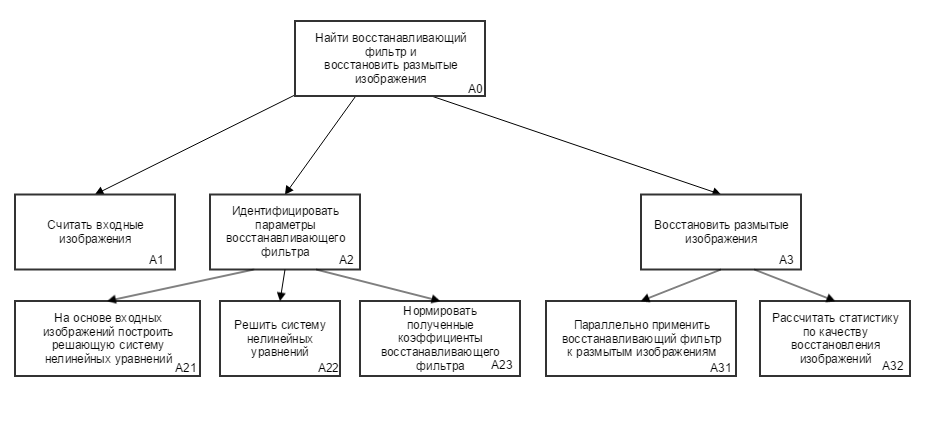 Найти восстанавливающий
фильтр и
восстановить размытые
изображения
A0
Считать входные
изображения
A1
Идентифицировать
параметры
восстанавливающего
фильтра
A2
Восстановить размытые
изображения
A3
На основе входных
изображений построить
решающую систему
нелинейных уравнений
A21
Решить систему
нелинейных
уравнений
A22
Нормировать
полученные
коэффициенты
восстанавливающего
фильтра
A23
Параллельно применить
восстанавливающий фильтр
к размытым изображениям
A31
Рассчитать статистику
по качеству
восстановления
изображений
A32